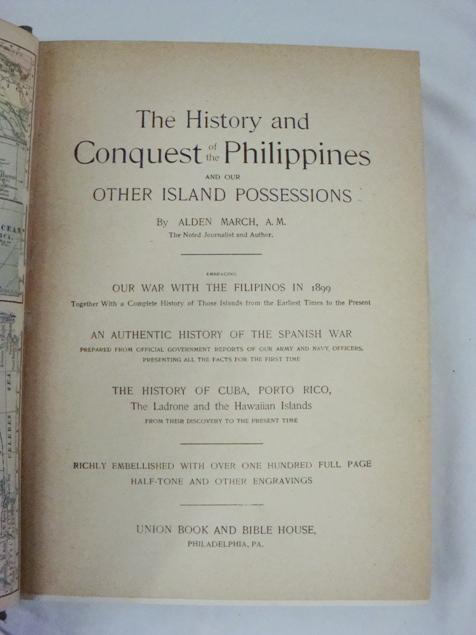 The History and
Conquest of the Philippines
AND OUR
OTHER ISLAND POSSESSIONS
By ALDEN MARCH, A. M.
The Noted Journalist and Author.
EMBRACING
OUR WAR WITH THE FILIPINOS IN 1899
Together With a Complete History of Those Islands from the Earliest Times to the Present
AN AUTHENTIC HISTORY OF THE SPANISH WAR
PREPARED FROM OFFICIAL GOVERNMENT REPORTS OF OUR ARMY AND NAVY OFFICERS,
PRESENTING ALL THE FACTS FOR THE FIRST TIME
THE HISTORY OF CUBA, PORTO RICO,
The Ladrone and the Hawaiian Islands
FROM THEIR DISCOVERY TO THE PRESENT TIME
RICHLY EMBELLISHED WITH OVER ONE HUNDRED FULL PAGE
HALF-TONE AND OTHER ENGRAVINGS
UNION BOOK AND BIBLE HOUSE,
PHILADELPHIA, PA.